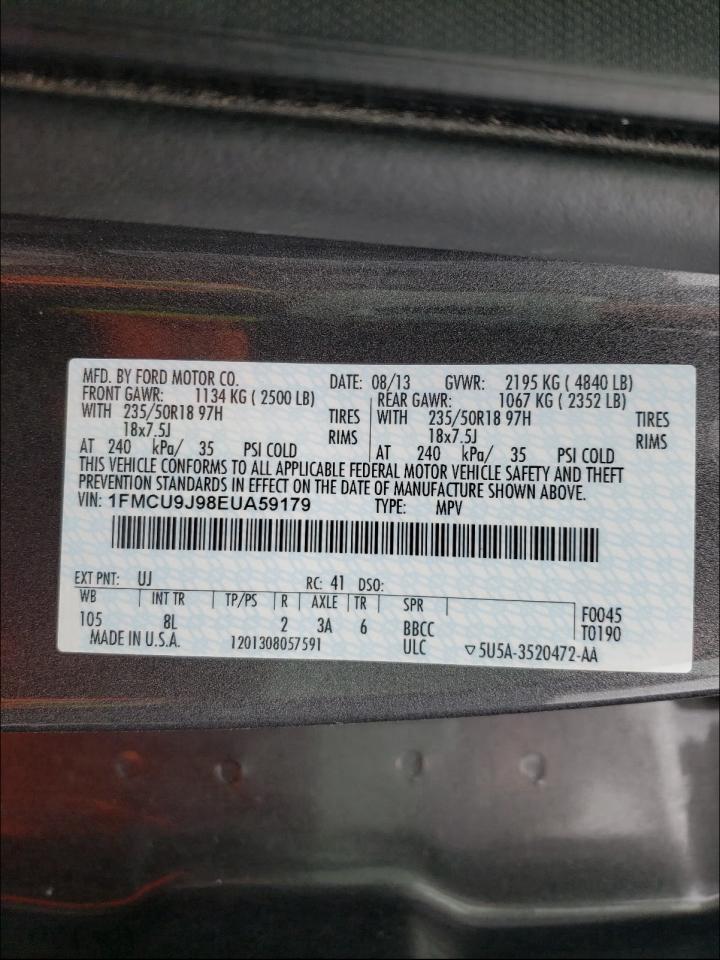 MFD. BY FORD MOTOR CO. DATE: 08/13 GVWR: 2195 KG ( 4840 LB)
FRONT GAWR: 1134 KG ( 2500 LB) REAR GAWR: 1067 KG ( 2352 LB)
WITH 235/50R18 97H TIRES WITH 235/50R18 97H TIRES
18x7.5J RIMS 18x7.5J RIMS
AT 240 kPa/ 35 PSI COLD AT 240 kPa/ 35 PSI COLD
THIS VEHICLE CONFORMS TO ALL APPLICABLE FEDERAL MOTOR VEHICLE SAFETY AND THEFT
PREVENTION STANDARDS IN EFFECT ON THE DATE OF MANUFACTURE SHOWN ABOVE.
VIN: 1FMCU9J98EUA59179 TYPE: MPV
EXT PNT: UJ RC: 41 DSO:
WB INT TR TP/PS R AXLE TR SPR F0045
105 8L 2 3A 6 BBCC T0190
MADE IN U.S.A. 1201308057591 ULC ▽5U5A-3520472-AA